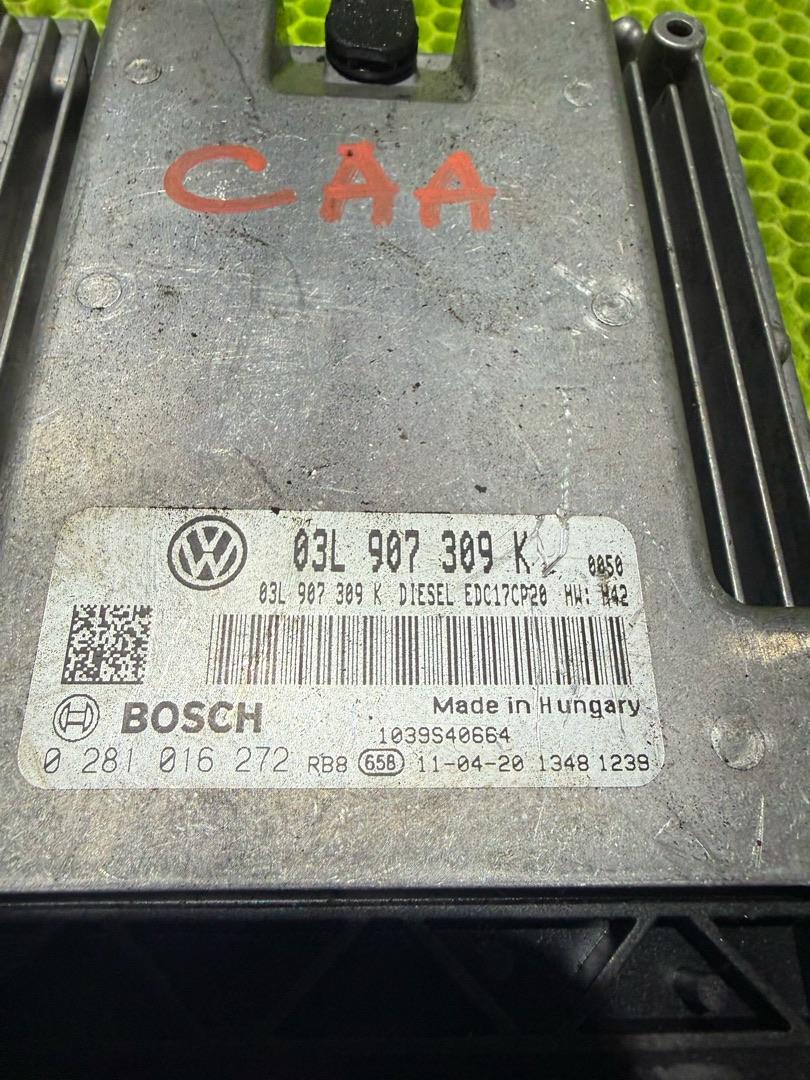 CAA
03L 907 309 K 0050
03L 907 309 K DIESEL EDC17CP20 HW: H42
BOSCH Made in Hungary
1039S40664
0 281 016 272 RB8 658 11-04-20 1348 1239